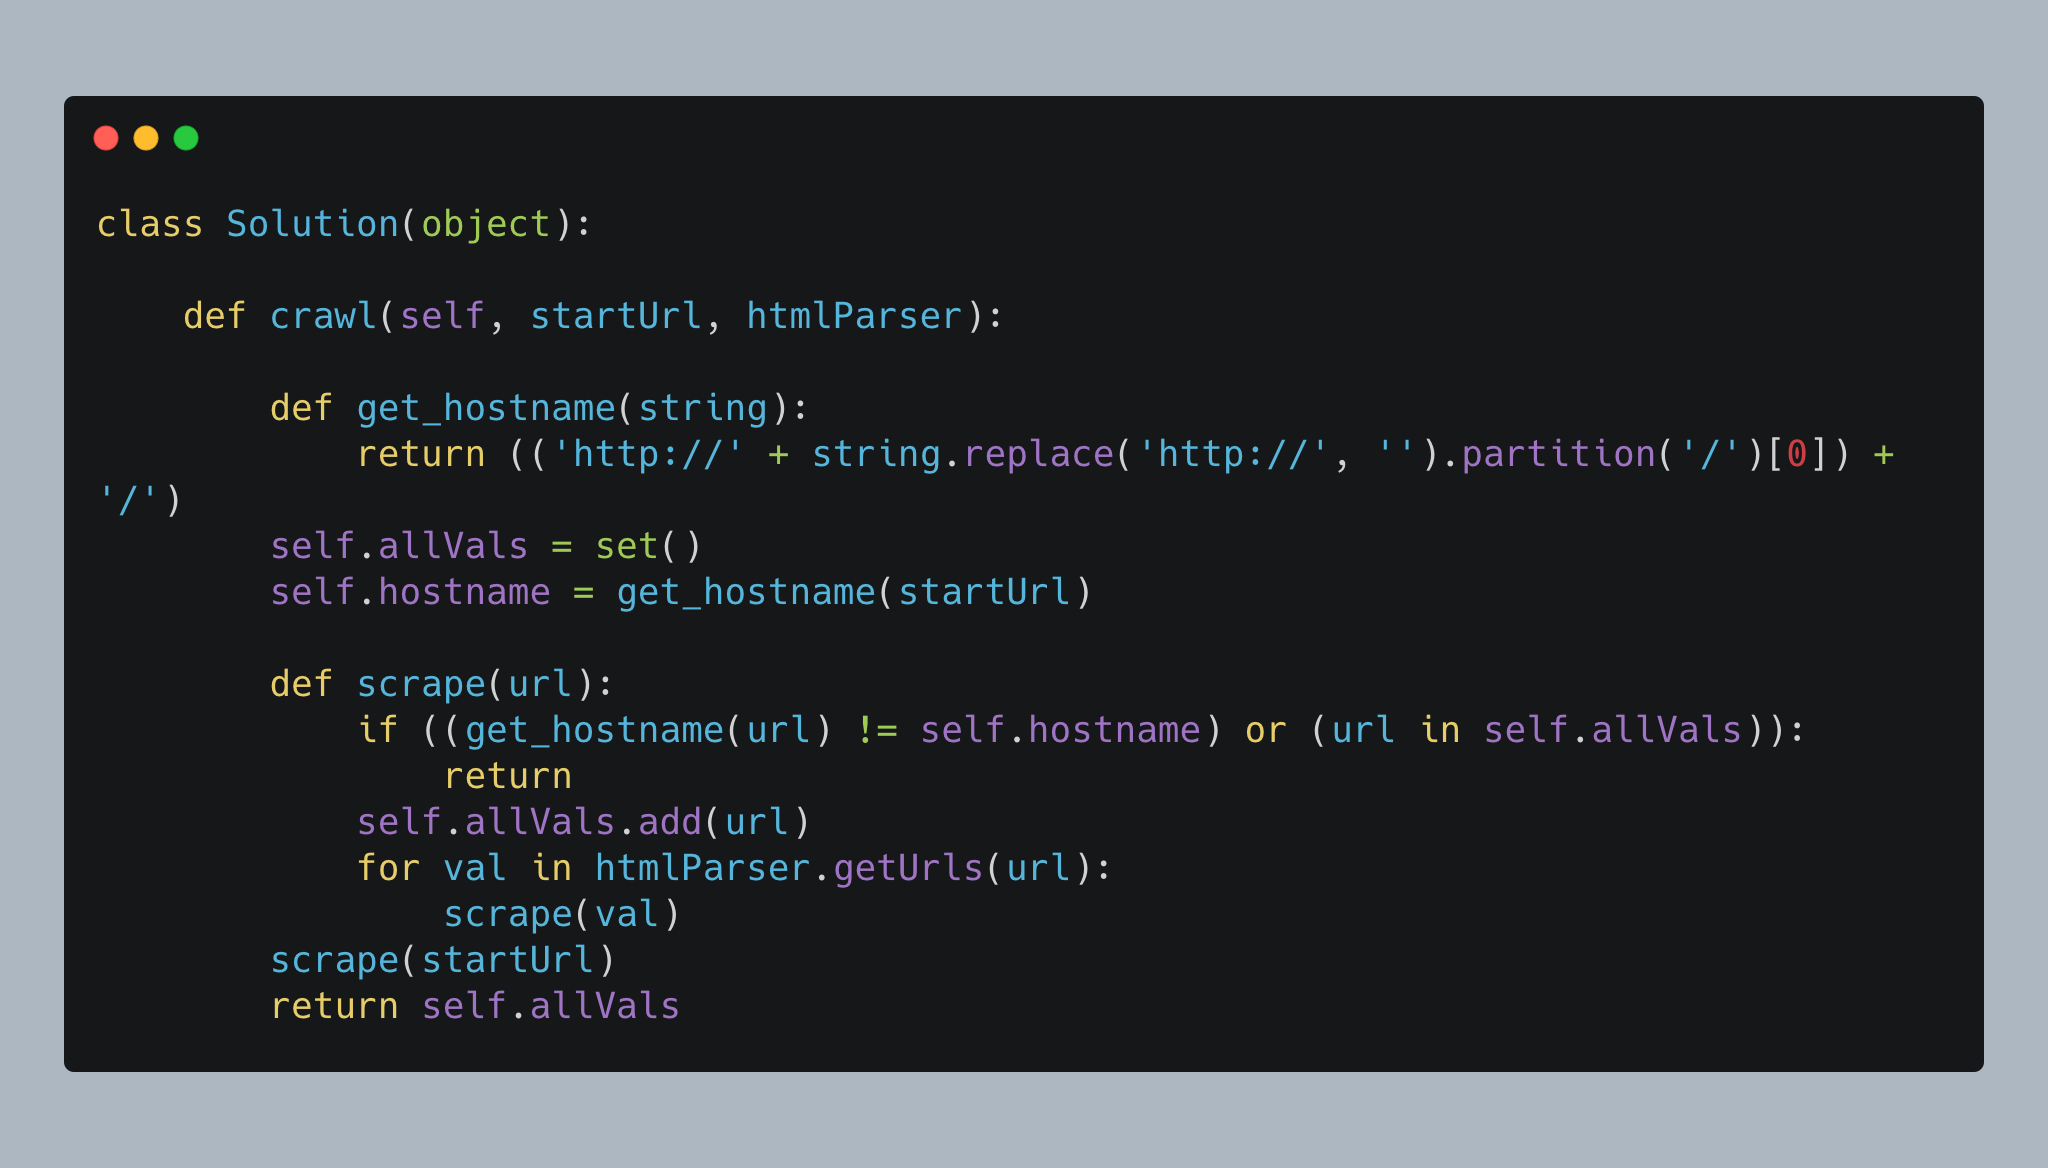 class Solution(object):
    def crawl(self, startUrl, htmlParser):
        def get_hostname(string):
            return (('http://' + string.replace('http://', '').partition('/')[0]) +
'/')
        self.allVals = set()
        self.hostname = get_hostname(startUrl)
        def scrape(url):
            if ((get_hostname(url) != self.hostname) or (url in self.allVals)):
                return
            self.allVals.add(url)
            for val in htmlParser.getUrls(url):
                scrape(val)
        scrape(startUrl)
        return self.allVals